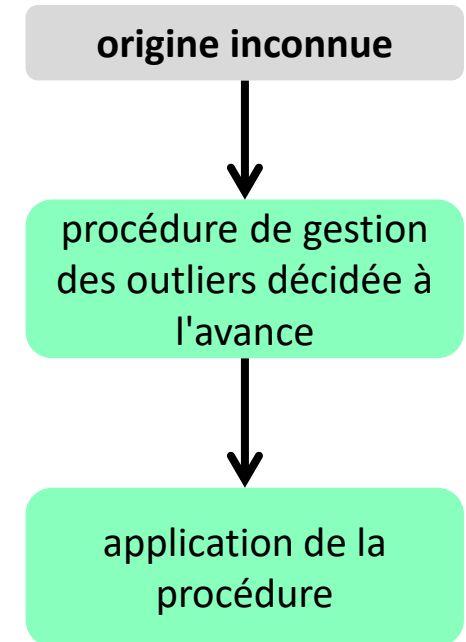 origine inconnue
procédure de gestion
des outliers décidée à
l'avance
application de la
procédure